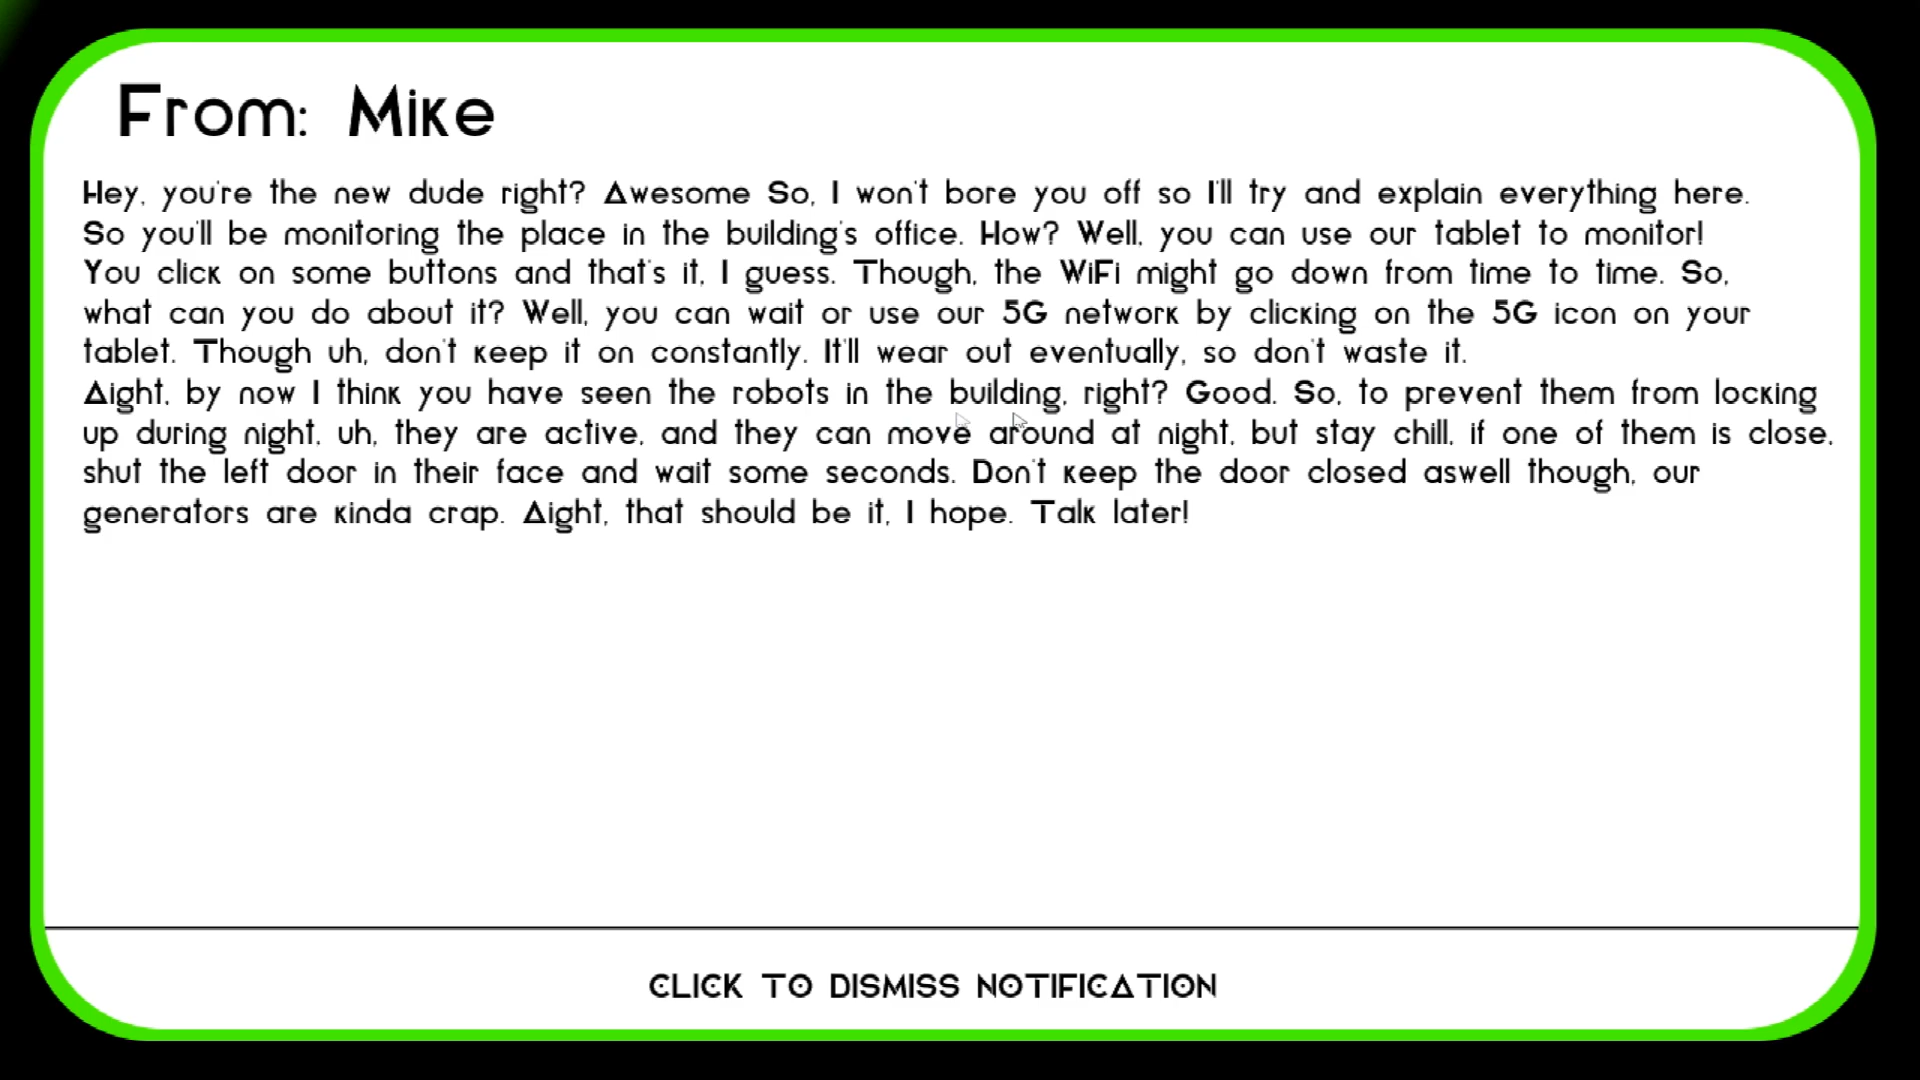 From: Mike
Hey, you're the new dude right? Awesome So, I won't bore you off so I'll try and explain everything here.
So you'll be monitoring the place in the building's office. How? Well, you can use our tablet to monitor!
You click on some buttons and that's it, I guess. Though, the WiFi might go down from time to time. So,
what can you do about it? Well, you can wait or use our 5G network by clicking on the 5G icon on your
tablet. Though uh, don't keep it on constantly. It'll wear out eventually, so don't waste it.
Aight, by now I think you have seen the robots in the building, right? Good. So, to prevent them from locking
up during night, uh, they are active, and they can move around at night, but stay chill, if one of them is close,
shut the left door in their face and wait some seconds. Don't keep the door closed aswell though, our
generators are kinda crap. Aight, that should be it, I hope. Talk later!
CLICK TO DISMISS NOTIFICATION